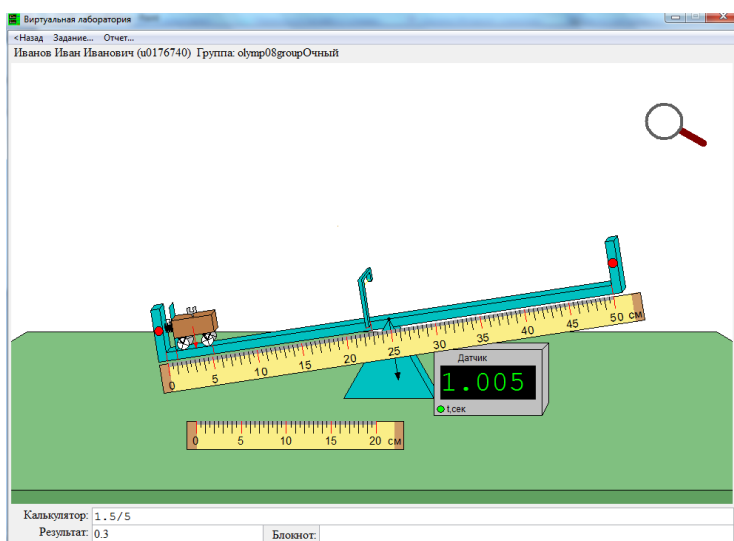 Виртуальная лаборатория
<Назад Задание... Отчет...
Иванов Иван Иванович (u0176740) Группа: olymp08groupОчный
0 5 10 15 20 25 30 35 40 45 50 см
Датчик
1.005
t,сек
0 5 10 15 20 см
Калькулятор: 1.5/5
Результат: 0.3 Блокнот: